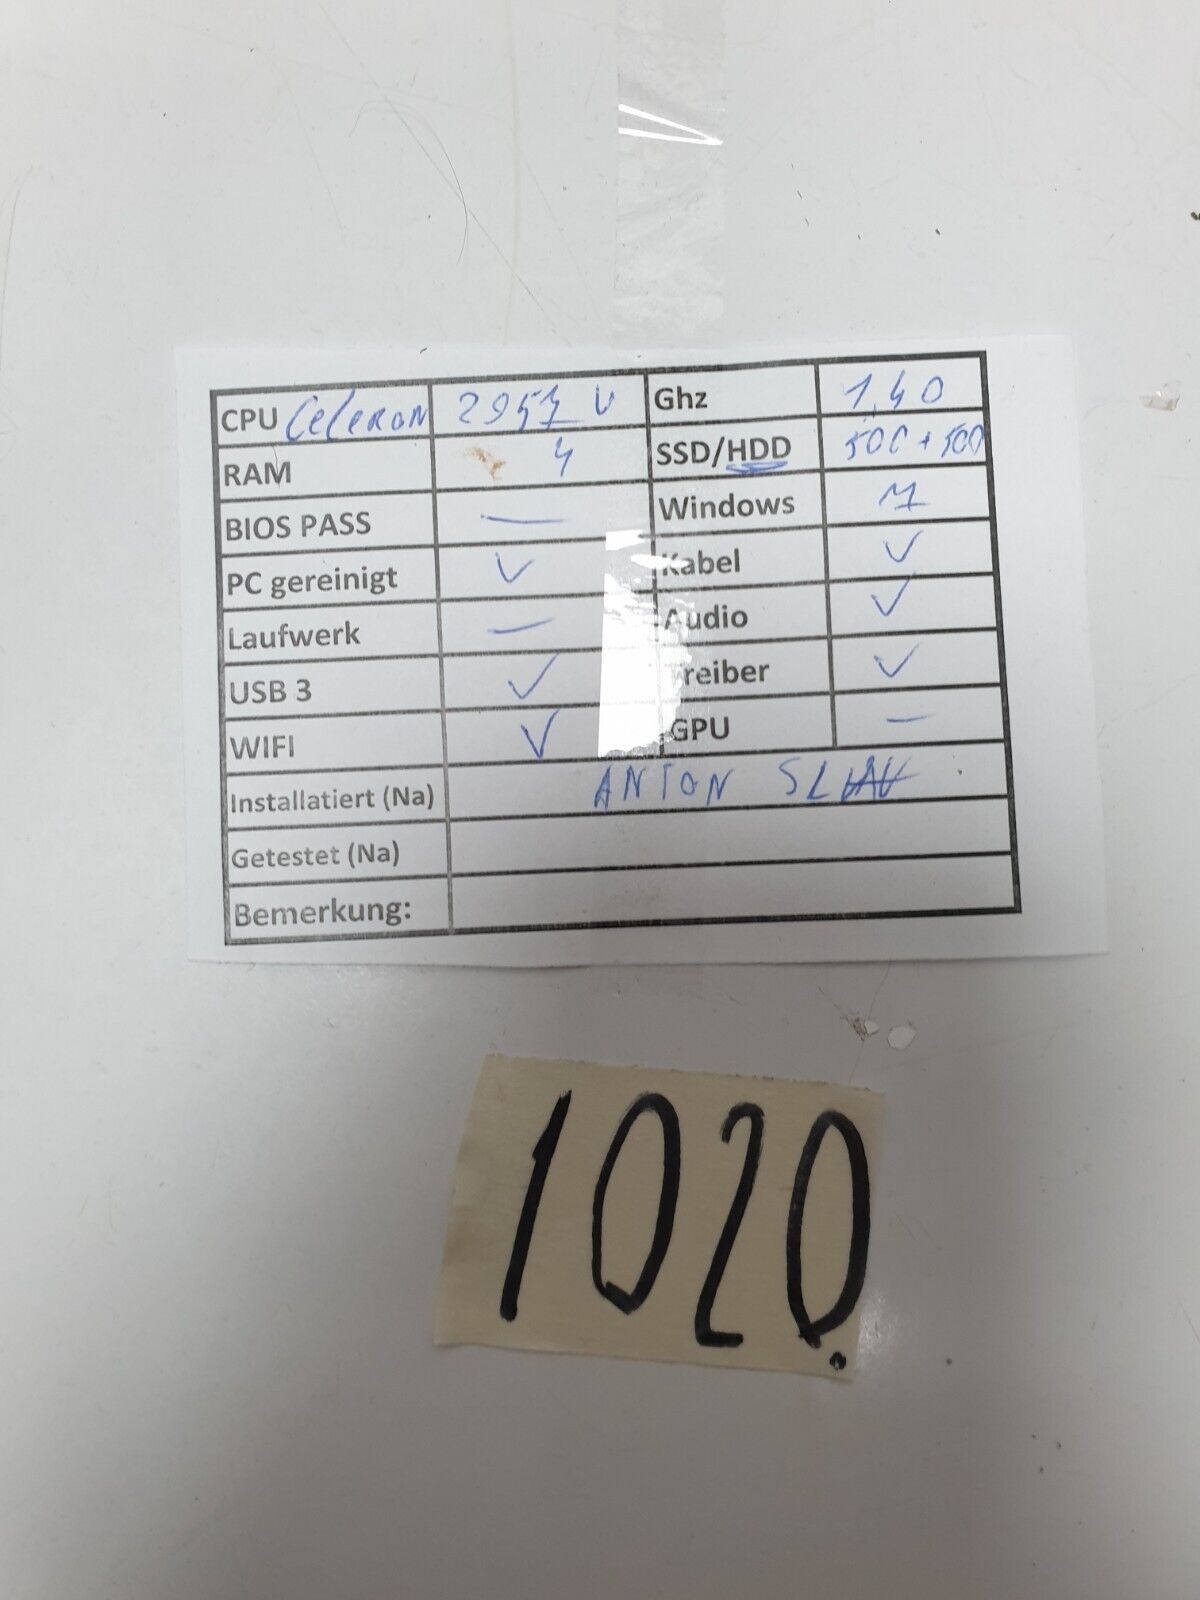 CPU Celeron 2957 U Ghz 1,40
RAM 4 SSD/HDD 500 + 500
BIOS PASS — Windows
PC gereinigt ✓ Kabel ✓
Laufwerk — Audio ✓
USB 3 ✓ Treiber ✓
WIFI ✓ GPU —
Installatiert (Na) ANTON
Getestet (Na)
Bemerkung:
1020.